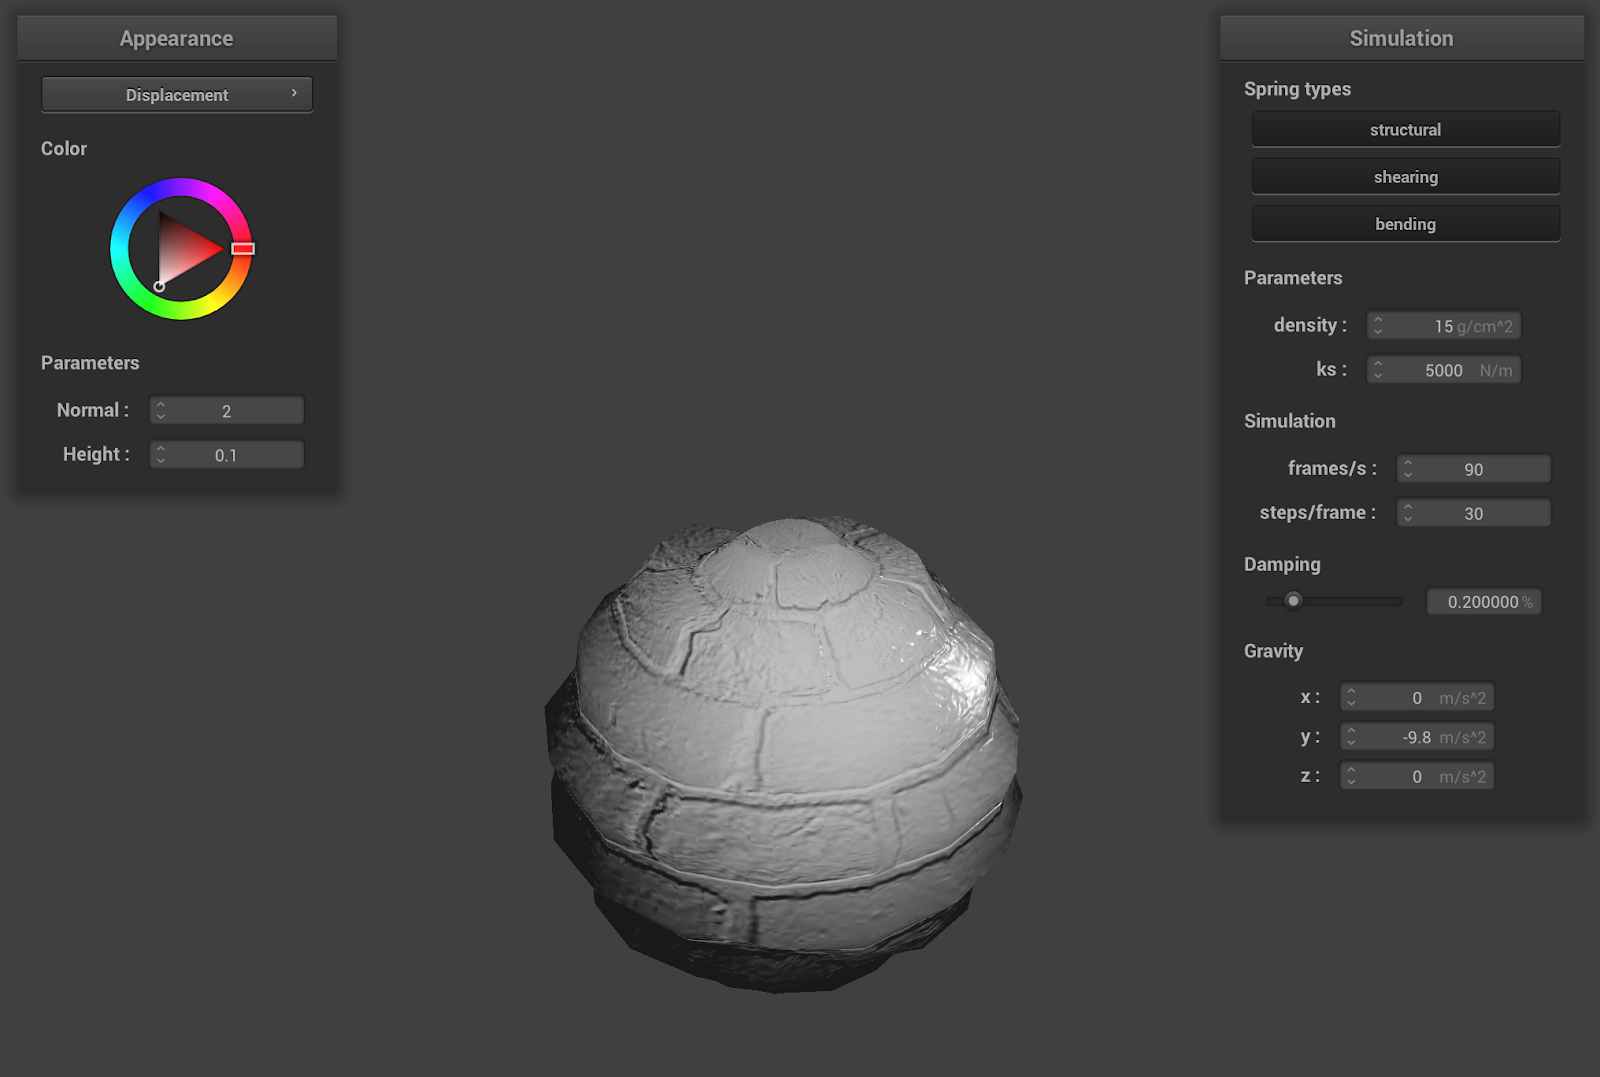 Appearance
Displacement
Color
Parameters
Normal : 2
Height : 0.1
Simulation
Spring types
structural
shearing
bending
Parameters
density : 15 g/cm^2
ks : 5000 N/m
Simulation
frames/s : 90
steps/frame : 30
Damping
0.200000 %
Gravity
x : 0 m/s^2
y : -9.8 m/s^2
z : 0 m/s^2